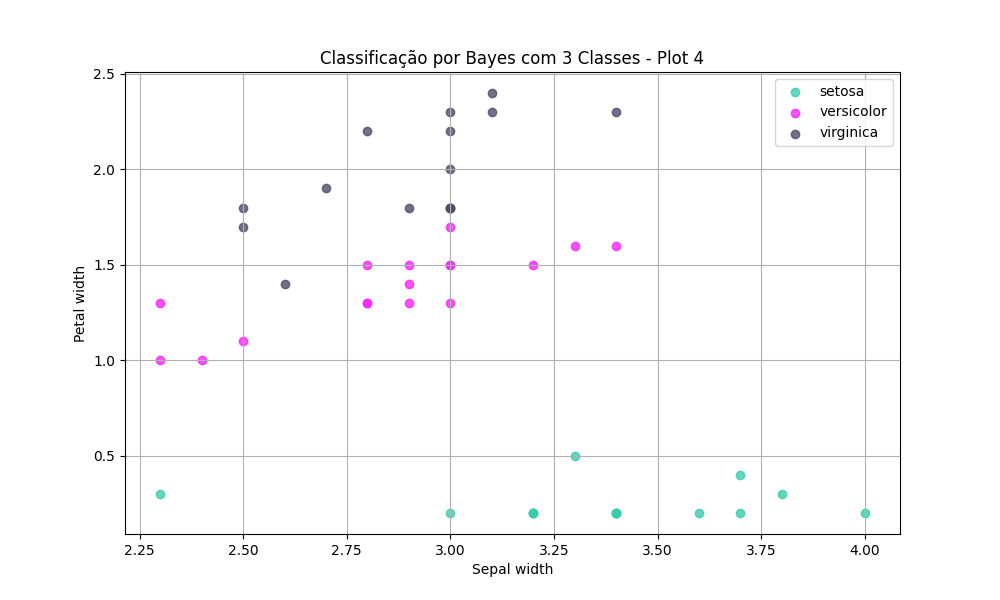 Classificação por Bayes com 3 Classes - Plot 4
setosa
versicolor
virginica
Petal width
2.5
2.0
1.5
1.0
0.5
2.25 2.50 2.75 3.00 3.25 3.50 3.75 4.00
Sepal width